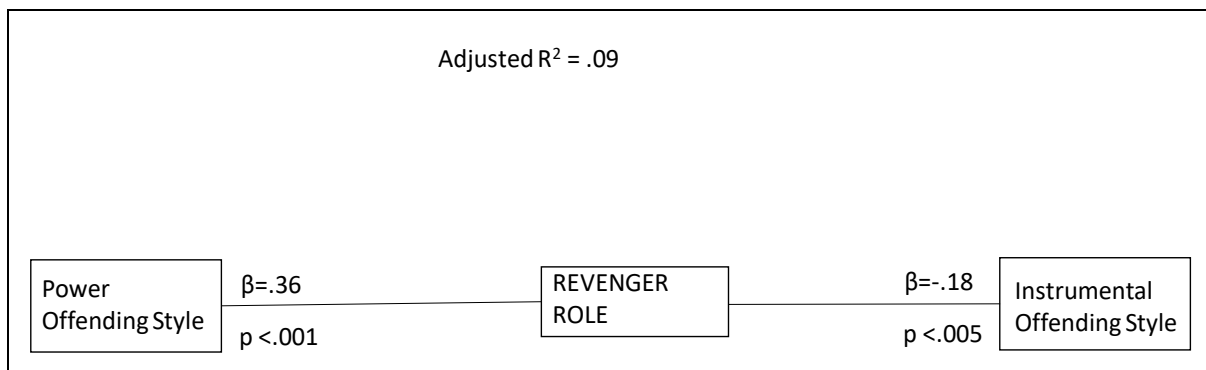 Adjusted R² = .09
Power
Offending Style
β=.36
p <.001
REVENGER
ROLE
β=-.18
p <.005
Instrumental
Offending Style